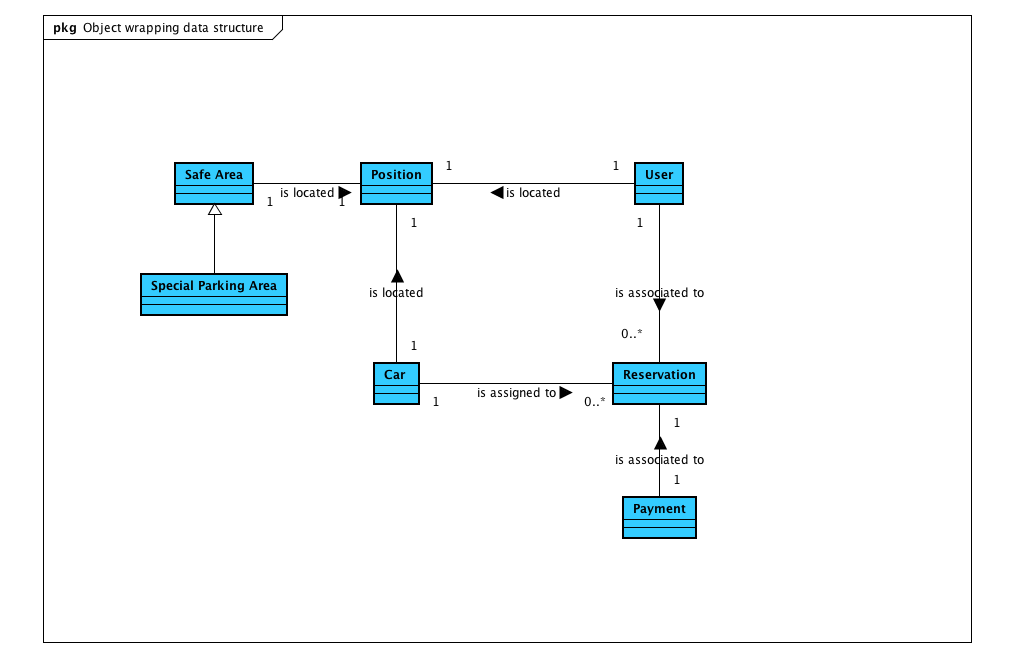 pkg Object wrapping data structure
1 1
Safe Area Position User
is located is located
1 1
1 1
Special Parking Area
is located is associated to
0..*
1
Car Reservation
is assigned to
1 0..*
1
is associated to
1
Payment